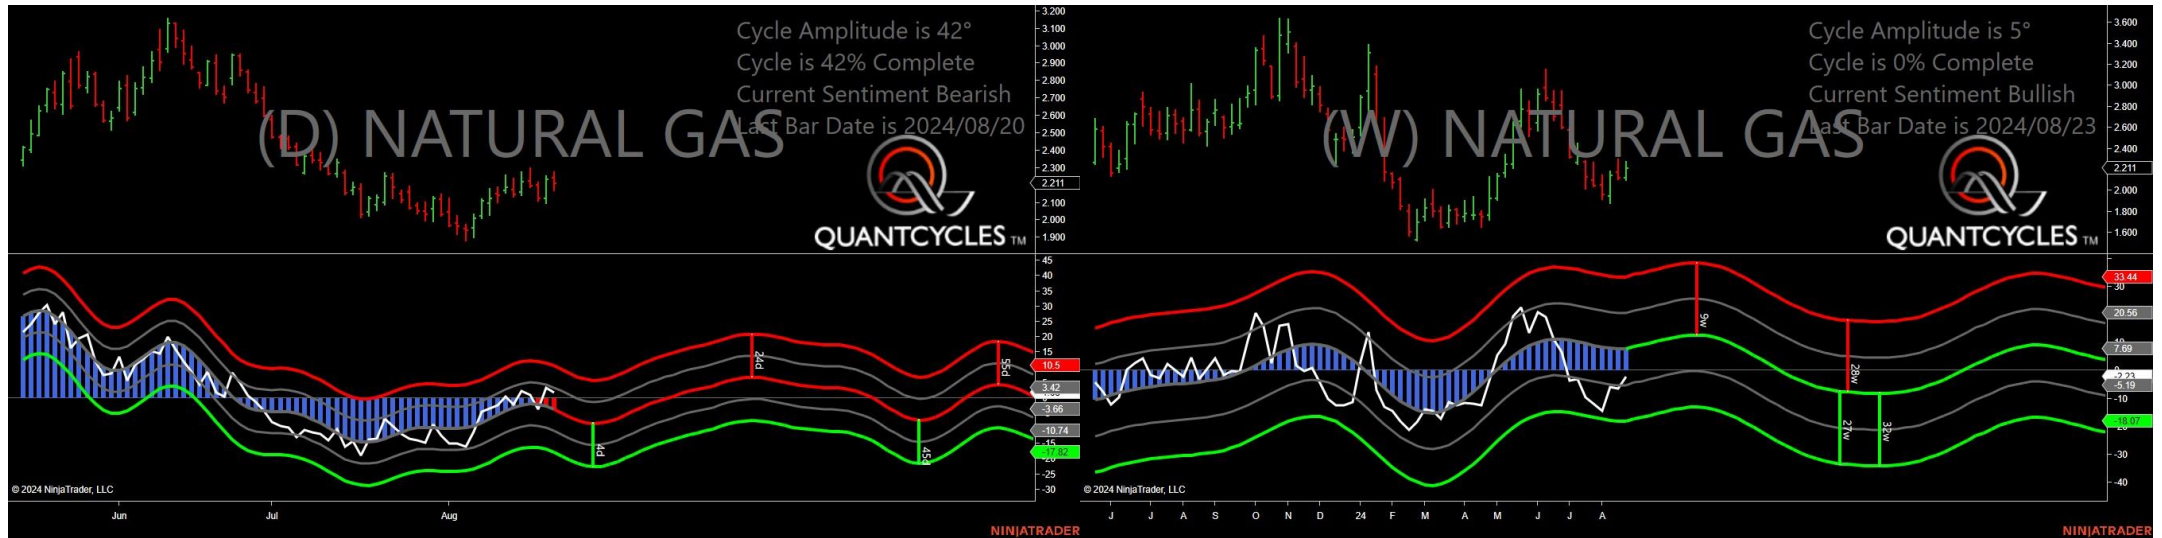 Cycle Amplitude is 42°
Cycle is 42% Complete
Current Sentiment Bearish
Last Bar Date is 2024/08/20
(D) NATURAL GAS
QUANTCYCLES TM
3.200
3.100
3.000
2.900
2.800
2.700
2.600
2.500
2.400
2.300
2.211
2.100
2.000
1.900
45
40
35
30
25
20
15
10.5
5
3.42
-3.66
-10.74
-15
-17.82
-25
-30
4d
24d
45d
55d
© 2024 NinjaTrader, LLC
Jun
Jul
Aug
NINJATRADER
Cycle Amplitude is 5°
Cycle is 0% Complete
Current Sentiment Bullish
Last Bar Date is 2024/08/23
(W) NATURAL GAS
QUANTCYCLES TM
3.600
3.400
3.200
3.000
2.800
2.600
2.400
2.211
2.000
1.800
1.600
33.44
30
20.56
7.69
0
-2.23
-5.19
-10
-18.07
-30
-40
9w
28w
27w
32w
© 2024 NinjaTrader, LLC
J
J
A
S
O
N
D
24
F
M
A
M
J
J
A
NINJATRADER